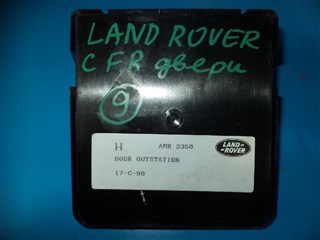 LAND ROVER
C FR двери
9
H AMR 3358
LAND-
ROVER
DOOR OUTSTATION
17-C-98